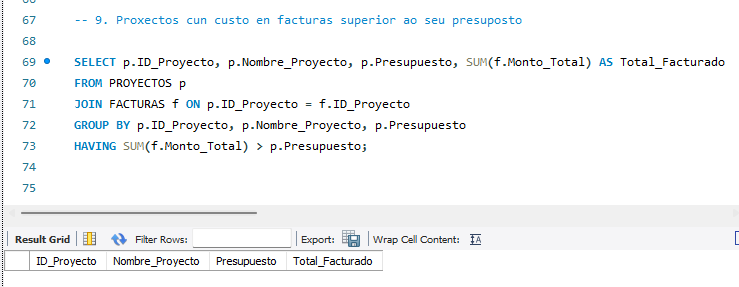 67 -- 9. Proxectos cun custo en facturas superior ao seu presuposto
68
69 SELECT p.ID_Proyecto, p.Nombre_Proyecto, p.Presupuesto, SUM(f.Monto_Total) AS Total_Facturado
70 FROM PROYECTOS p
71 JOIN FACTURAS f ON p.ID_Proyecto = f.ID_Proyecto
72 GROUP BY p.ID_Proyecto, p.Nombre_Proyecto, p.Presupuesto
73 HAVING SUM(f.Monto_Total) > p.Presupuesto;
74
75
Result Grid Filter Rows: Export: Wrap Cell Content:
ID_Proyecto Nombre_Proyecto Presupuesto Total_Facturado